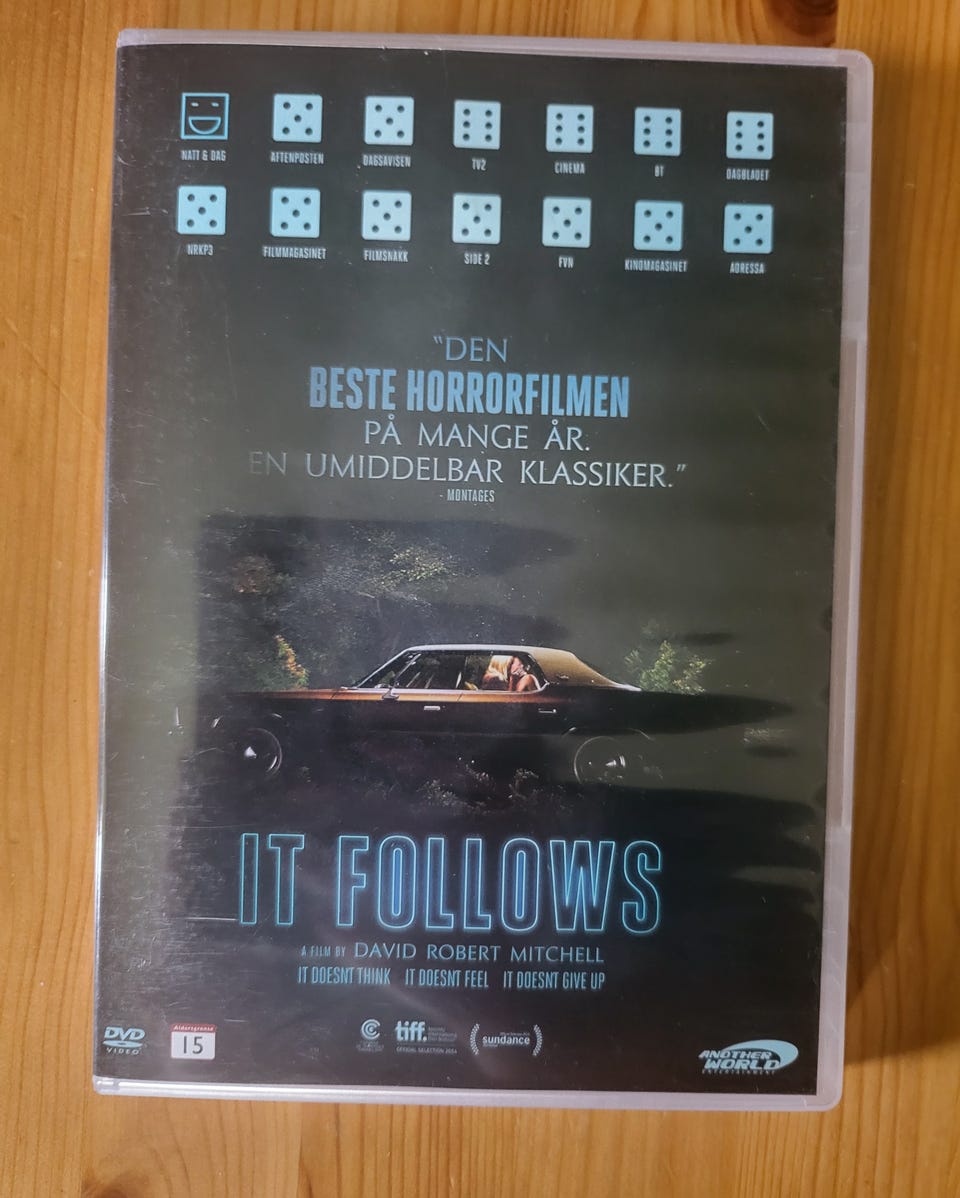 NATT & DAG AFTENPOSTEN DAGSAVISEN TV2 CINEMA BT DAGBLADET
NRKP3 FILMMAGASINET FILMSNAKK SIDE 2 FVN KINOMAGASINET ADRESSA
"DEN
BESTE HORRORFILMEN
PÅ MANGE ÅR.
EN UMIDDELBAR KLASSIKER."
- MONTAGES
IT FOLLOWS
A FILM BY DAVID ROBERT MITCHELL
IT DOESNT THINK IT DOESNT FEEL IT DOESNT GIVE UP
DVD
VIDEO
Aldersgrense
15
tiff.
OFFICIAL SELECTION 2014
sundance
ANOTHER
WORLD
ENTERTAINMENT